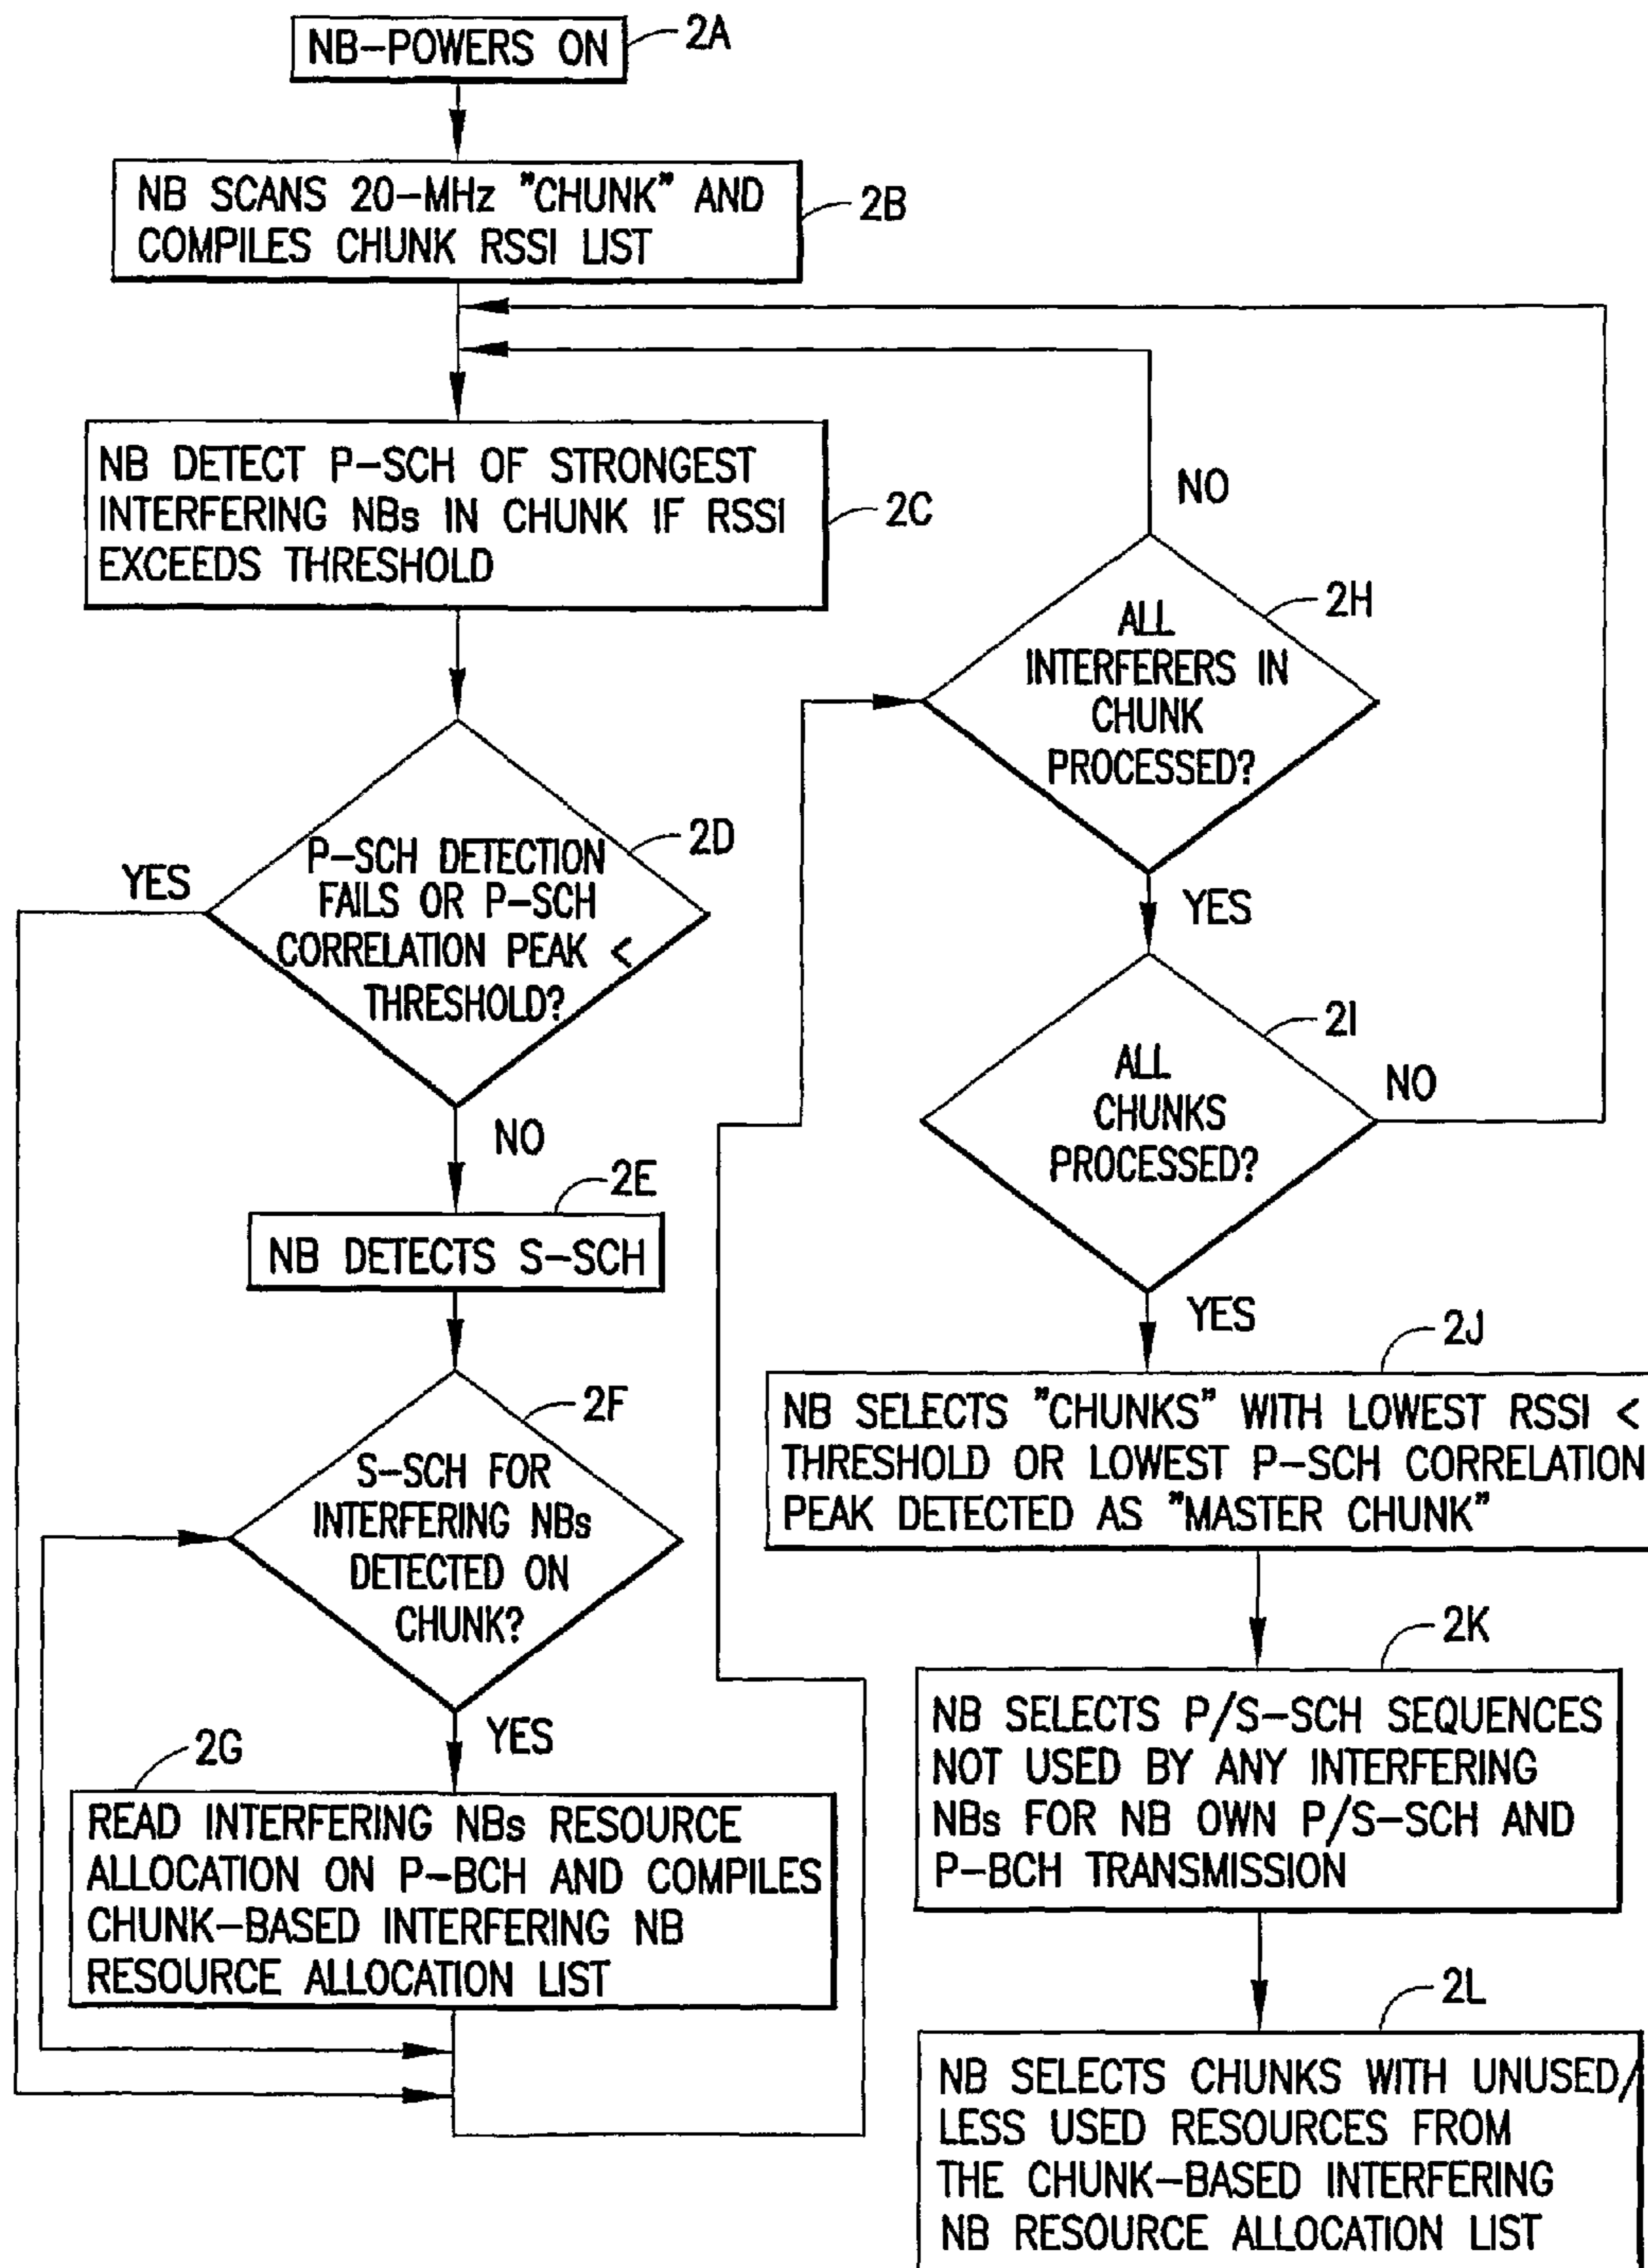 NB-POWERS ON
2A
NB SCANS 20-MHz "CHUNK" AND
COMPILES CHUNK RSSI LIST
2B
NB DETECT P-SCH OF STRONGEST
INTERFERING NBs IN CHUNK IF RSSI
EXCEEDS THRESHOLD
2C
P-SCH DETECTION
FAILS OR P-SCH
CORRELATION PEAK <
THRESHOLD?
2D
YES
NO
2E
NB DETECTS S-SCH
2F
S-SCH FOR
INTERFERING NBs
DETECTED ON
CHUNK?
YES
2G
READ INTERFERING NBs RESOURCE
ALLOCATION ON P-BCH AND COMPILES
CHUNK-BASED INTERFERING NB
RESOURCE ALLOCATION LIST
NO
2H
ALL
INTERFERERS IN
CHUNK
PROCESSED?
YES
2I
ALL
CHUNKS
PROCESSED?
NO
YES
2J
NB SELECTS "CHUNKS" WITH LOWEST RSSI <
THRESHOLD OR LOWEST P-SCH CORRELATION
PEAK DETECTED AS "MASTER CHUNK"
2K
NB SELECTS P/S-SCH SEQUENCES
NOT USED BY ANY INTERFERING
NBs FOR NB OWN P/S-SCH AND
P-BCH TRANSMISSION
2L
NB SELECTS CHUNKS WITH UNUSED/
LESS USED RESOURCES FROM
THE CHUNK-BASED INTERFERING
NB RESOURCE ALLOCATION LIST